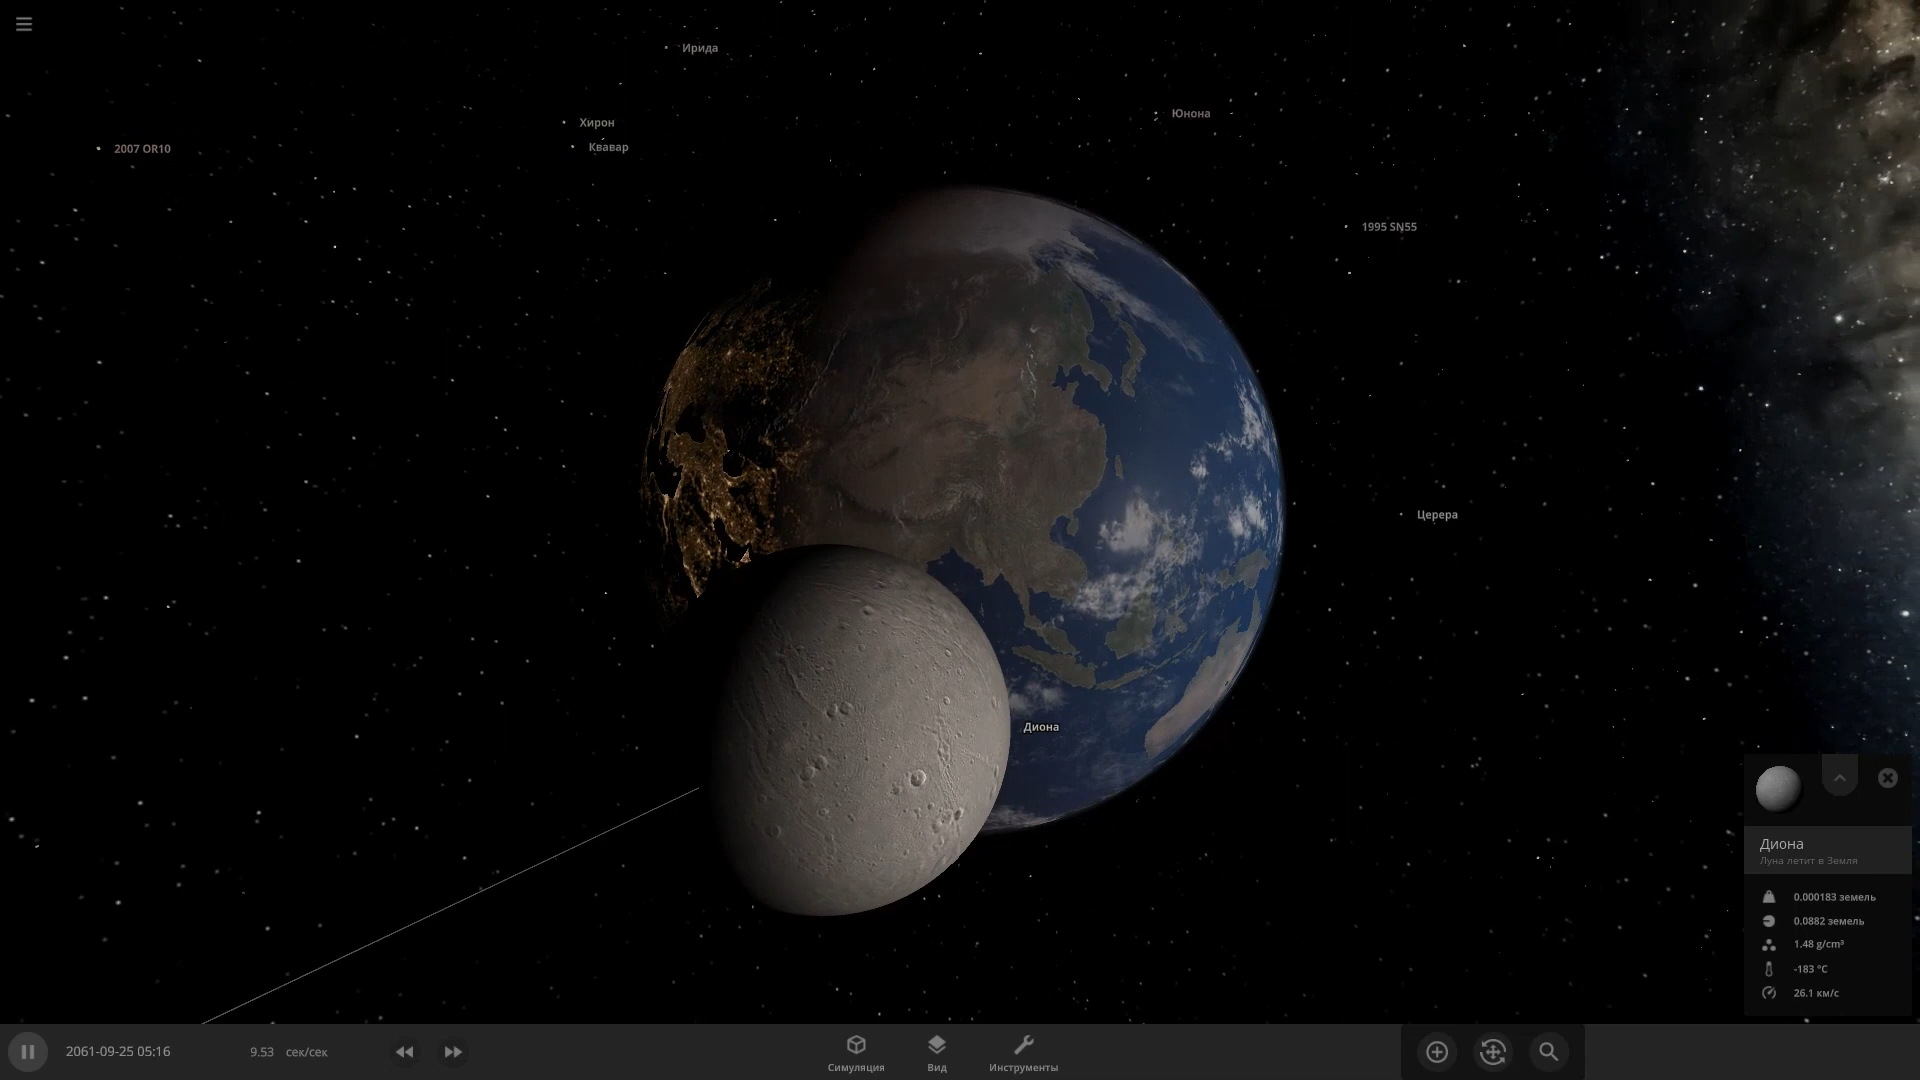 Ирида
Хирон
Юнона
Квавар
2007 OR10
1995 SN55
Церера
Диона
Диона
Луна летит в Земля
0.000183 земель
0.0882 земель
1.48 g/cm³
-183 °C
26.1 км/с
2061-09-25 05:16
9.53 сек/сек
Симуляция
Вид
Инструменты